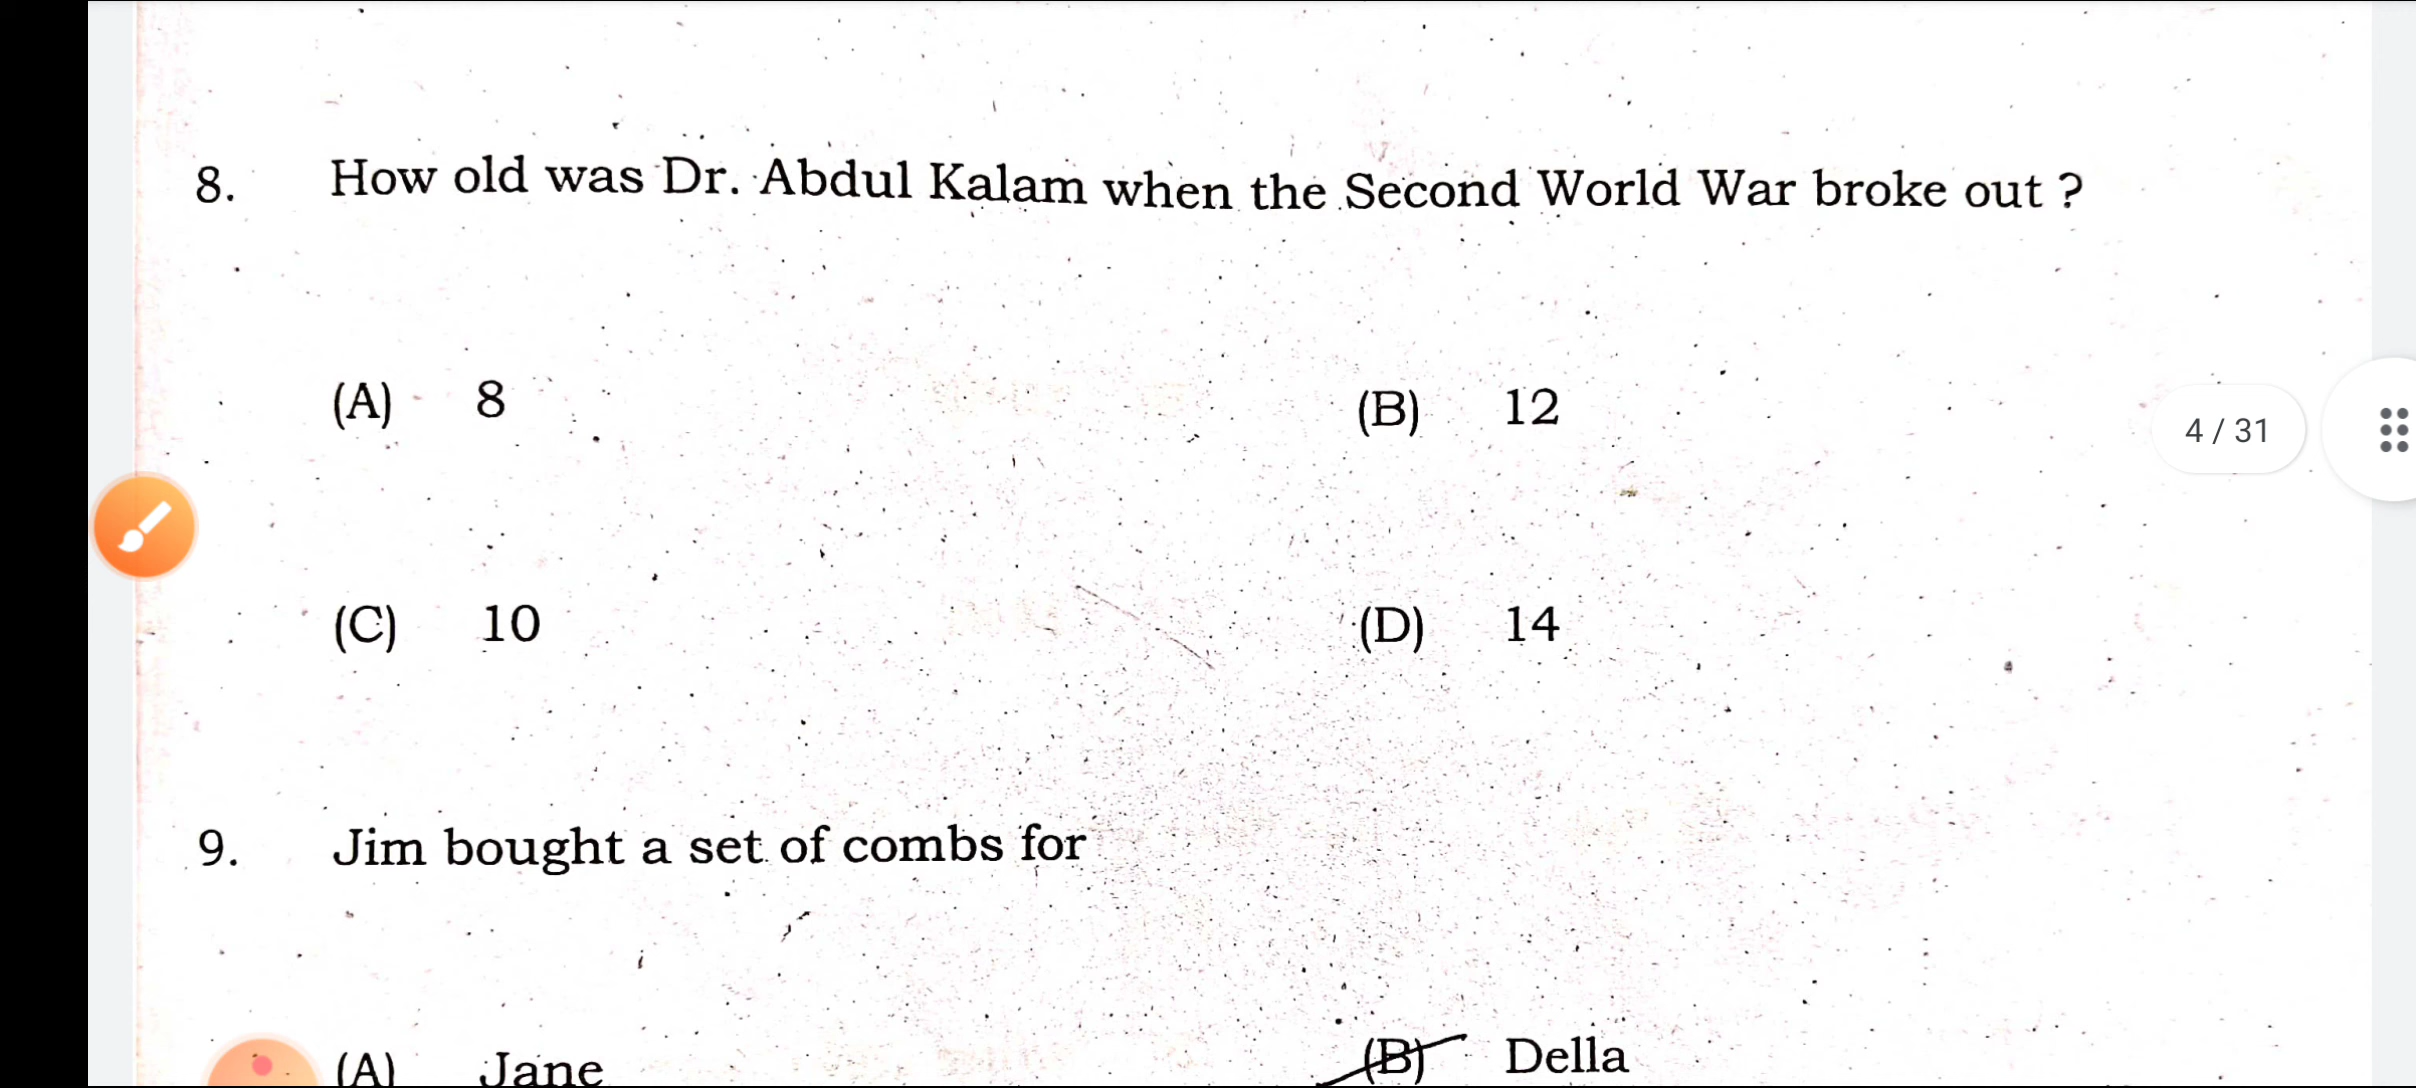 8. How old was Dr. Abdul Kalam when the Second World War broke out ?
(A) 8 (B) 12
4 / 31
(C) 10 (D) 14
9. Jim bought a set of combs for
(A) Jane (B) Della